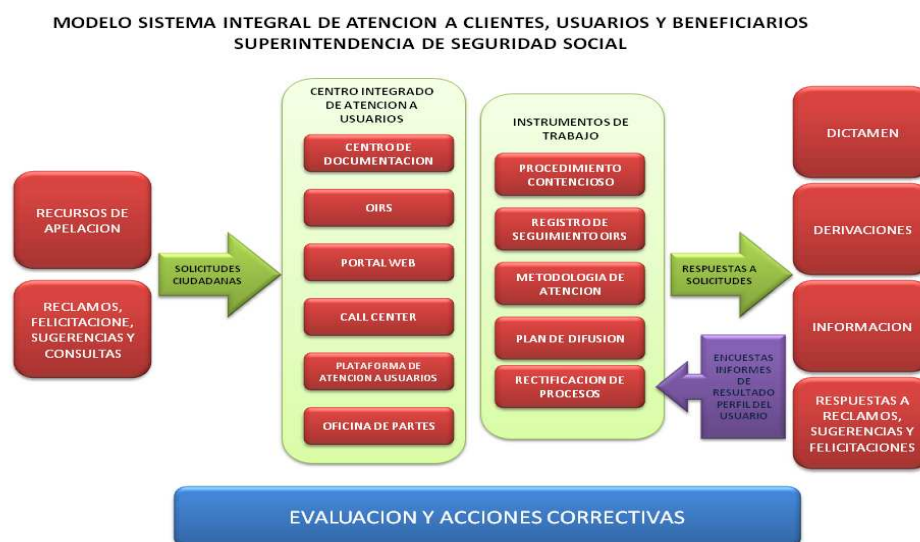 MODELO SISTEMA INTEGRAL DE ATENCION A CLIENTES, USUARIOS Y BENEFICIARIOS
SUPERINTENDENCIA DE SEGURIDAD SOCIAL
RECURSOS DE
APELACION
RECLAMOS,
FELICITACIONE,
SUGERENCIAS Y
CONSULTAS
SOLICITUDES
CIUDADANAS
CENTRO INTEGRADO
DE ATENCION A
USUARIOS
CENTRO DE
DOCUMENTACION
OIRS
PORTAL WEB
CALL CENTER
PLATAFORMA DE
ATENCION A USUARIOS
OFICINA DE PARTES
INSTRUMENTOS DE
TRABAJO
PROCEDIMIENTO
CONTENCIOSO
REGISTRO DE
SEGUIMIENTO OIRS
METODOLOGIA DE
ATENCION
PLAN DE DIFUSION
RECTIFICACION DE
PROCESOS
RESPUESTAS A
SOLICITUDES
ENCUESTAS
INFORMES
DE
RESULTADO
PERFIL DEL
USUARIO
DICTAMEN
DERIVACIONES
INFORMACION
RESPUESTAS A
RECLAMOS,
SUGERENCIAS Y
FELICITACIONES
EVALUACION Y ACCIONES CORRECTIVAS